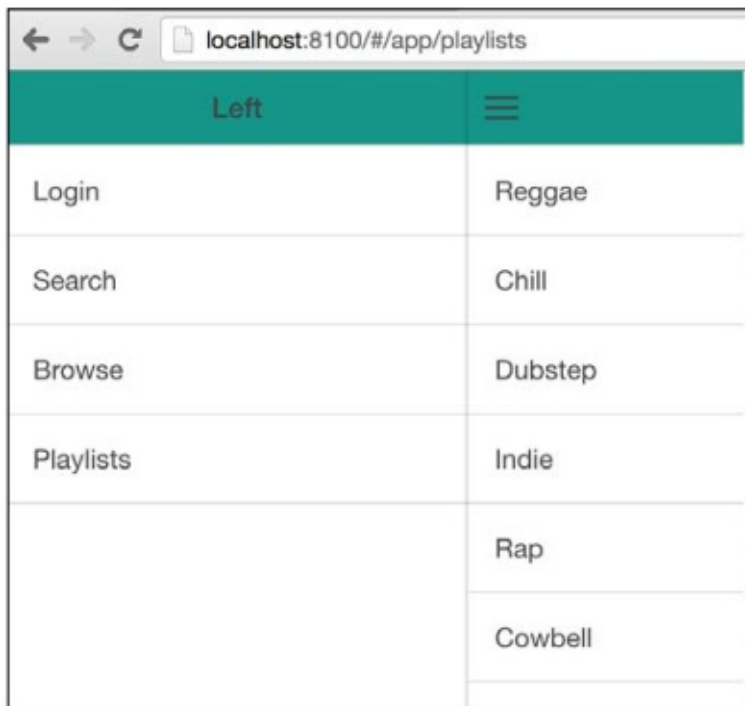 localhost:8100/#/app/playlists
Left
Login
Search
Browse
Playlists
Reggae
Chill
Dubstep
Indie
Rap
Cowbell